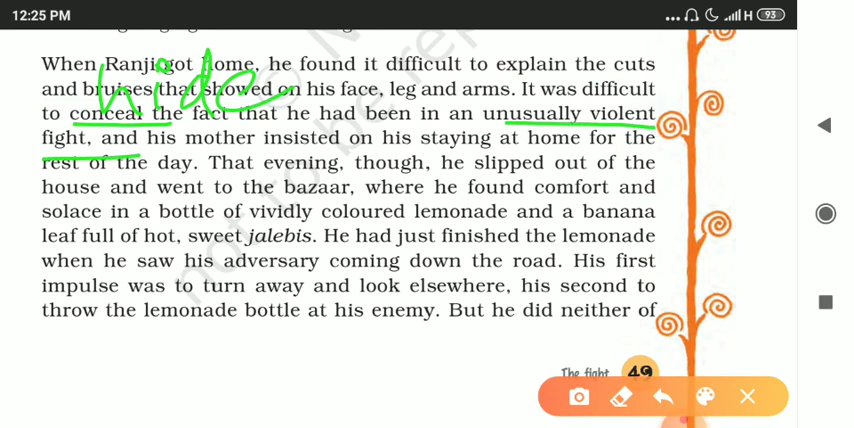 12:25 PM
H 93
When Ranji got home, he found it difficult to explain the cuts
hide
and bruises that showed on his face, leg and arms. It was difficult
to conceal the fact that he had been in an unusually violent
fight, and his mother insisted on his staying at home for the
rest of the day. That evening, though, he slipped out of the
house and went to the bazaar, where he found comfort and
solace in a bottle of vividly coloured lemonade and a banana
leaf full of hot, sweet jalebis. He had just finished the lemonade
when he saw his adversary coming down the road. His first
impulse was to turn away and look elsewhere, his second to
throw the lemonade bottle at his enemy. But he did neither of
The fight 49
not to be rep